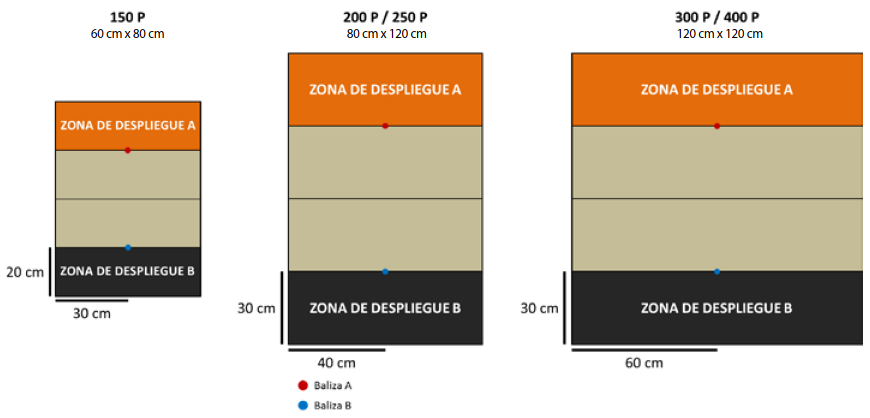 150 P
60 cm x 80 cm
ZONA DE DESPLIEGUE A
ZONA DE DESPLIEGUE B
20 cm
30 cm
200 P / 250 P
80 cm x 120 cm
ZONA DE DESPLIEGUE A
ZONA DE DESPLIEGUE B
30 cm
40 cm
300 P / 400 P
120 cm x 120 cm
ZONA DE DESPLIEGUE A
ZONA DE DESPLIEGUE B
30 cm
60 cm
Baliza A
Baliza B